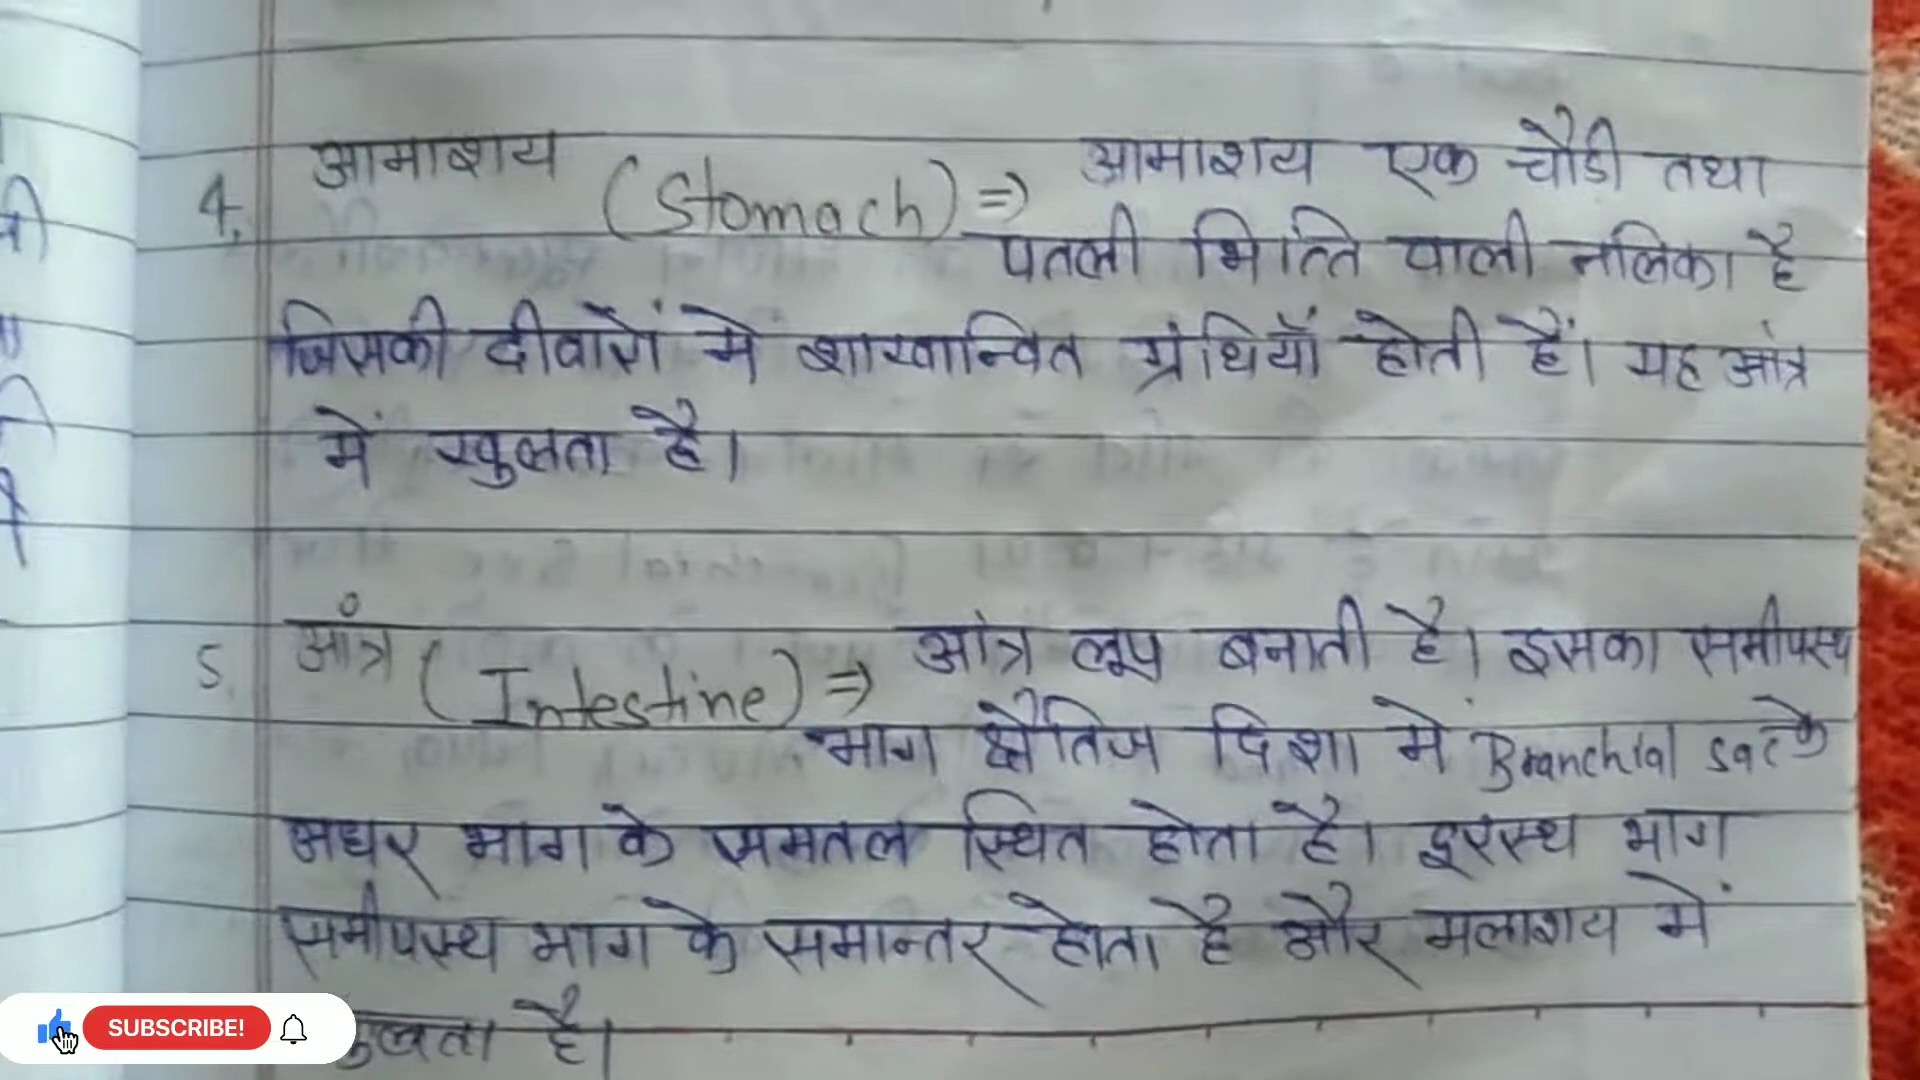 4. आमाशय (Stomach) ⇒ आमाशय एक चौडी तथा
पतली भित्ति वाली नलिका है
जिसकी दीवारों में शाखान्वित ग्रंथियाँ होती हैं। यह आंत्र
में खुलता है।
5. आंत्र (Intestine) ⇒ आंत्र लूप बनाती है। इसका समीपस्थ
भाग क्षैतिज दिशा में Branchial sac के
अधर भाग के समतल स्थित होता है। दूरस्थ भाग
समीपस्थ भाग के समान्तर होता है और मलाशय में
है।
SUBSCRIBE!